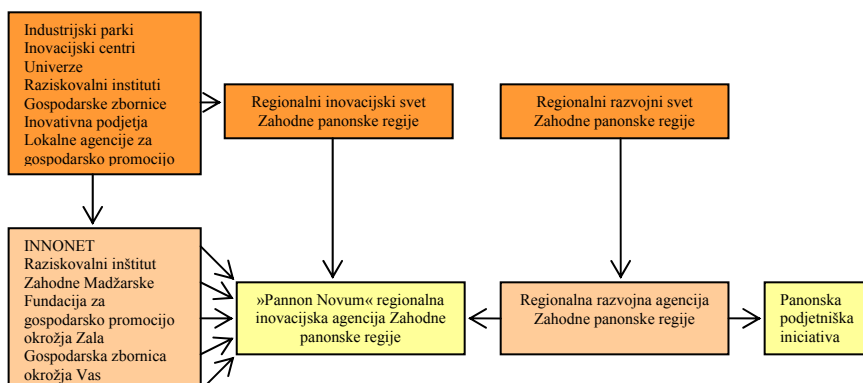 Industrijski parki
Inovacijski centri
Univerze
Raziskovalni instituti
Gospodarske zbornice
Inovativna podjetja
Lokalne agencije za
gospodarsko promocijo
Regionalni inovacijski svet
Zahodne panonske regije
Regionalni razvojni svet
Zahodne panonske regije
INNONET
Raziskovalni inštitut
Zahodne Madžarske
Fundacija za
gospodarsko promocijo
okrožja Zala
Gospodarska zbornica
okrožja Vas
»Pannon Novum« regionalna
inovacijska agencija Zahodne
panonske regije
Regionalna razvojna agencija
Zahodne panonske regije
Panonska
podjetniška
iniciativa